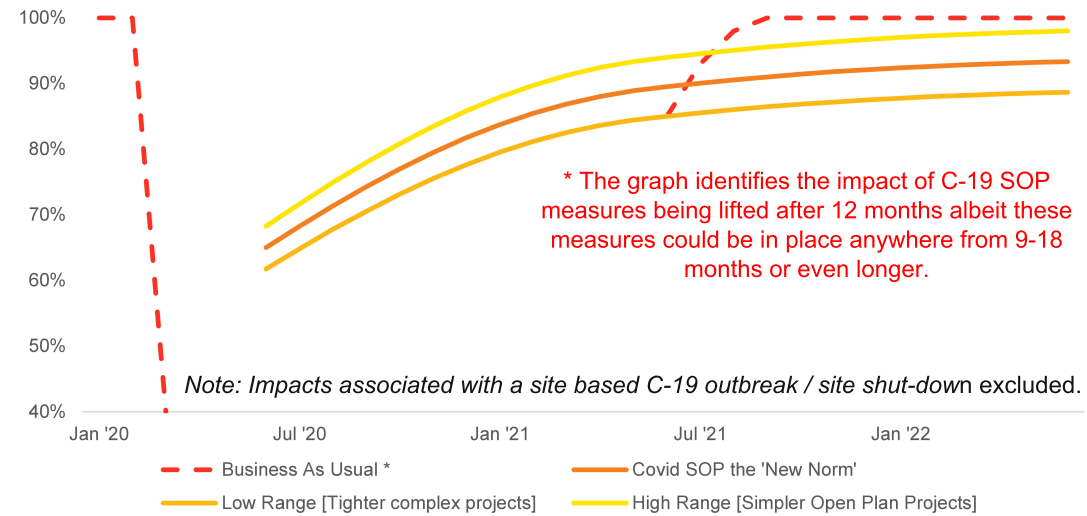 100%
90%
80%
70%
60%
50%
40%
* The graph identifies the impact of C-19 SOP
measures being lifted after 12 months albeit these
measures could be in place anywhere from 9-18
months or even longer.
Note: Impacts associated with a site based C-19 outbreak / site shut-down excluded.
Jan '20 Jul '20 Jan '21 Jul '21 Jan '22
Business As Usual * Covid SOP the 'New Norm'
Low Range [Tighter complex projects] High Range [Simpler Open Plan Projects]